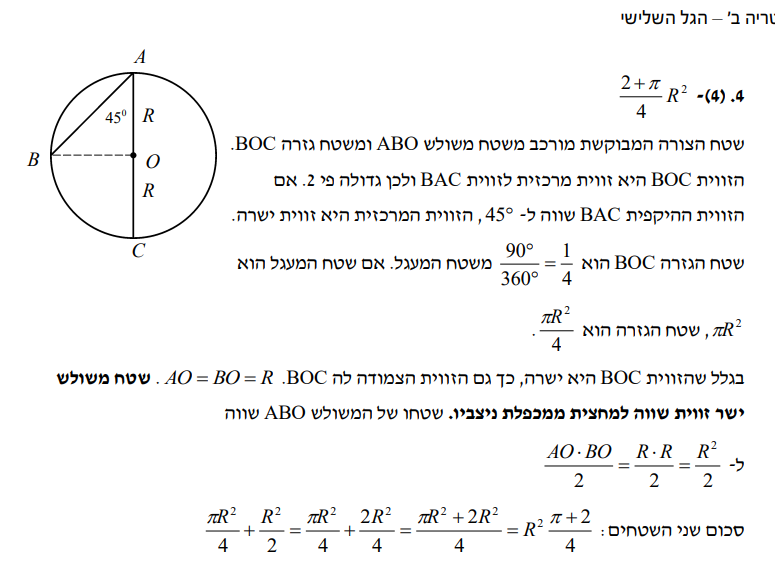 טריה ב' – הגל השלישי
4. (4)- \frac{2+\pi}{4} R^2
שטח הצורה המבוקשת מורכב משטח משולש ABO ומשטח גזרה BOC.
הזווית BOC היא זווית מרכזית לזווית BAC ולכן גדולה פי 2. אם
הזווית ההיקפית BAC שווה ל- 45°, הזווית המרכזית היא זווית ישרה.
שטח הגזרה BOC הוא \frac{90°}{360°} = \frac{1}{4} משטח המעגל. אם שטח המעגל הוא
\pi R^2, שטח הגזרה הוא \frac{\pi R^2}{4}.
בגלל שהזווית BOC היא ישרה, כך גם הזווית הצמודה לה BOC. AO = BO = R. שטח משולש
ישר זווית שווה למחצית ממכפלת ניצביו. שטחו של המשולש ABO שווה
ל- \frac{AO \cdot BO}{2} = \frac{R \cdot R}{2} = \frac{R^2}{2}
סכום שני השטחים: \frac{\pi R^2}{4} + \frac{R^2}{2} = \frac{\pi R^2}{4} + \frac{2R^2}{4} = \frac{\pi R^2 + 2R^2}{4} = R^2 \frac{\pi + 2}{4}
A
45° R
B O
R
C